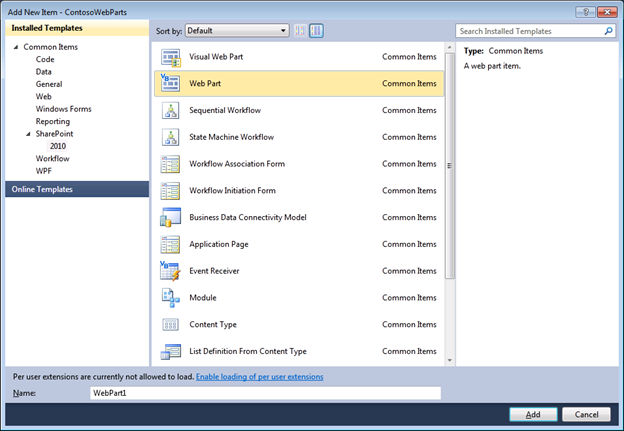 Add New Item - ContosoWebParts
Installed Templates
Sort by: Default
Search Installed Templates
Common Items
Code
Data
General
Web
Windows Forms
Reporting
SharePoint
2010
Workflow
WPF
Online Templates
Visual Web Part Common Items
VB Web Part Common Items
Sequential Workflow Common Items
State Machine Workflow Common Items
Workflow Association Form Common Items
Workflow Initiation Form Common Items
Business Data Connectivity Model Common Items
Application Page Common Items
VB Event Receiver Common Items
Module Common Items
Content Type Common Items
List Definition From Content Type Common Items
Type: Common Items
A web part item.
Per user extensions are currently not allowed to load. Enable loading of per user extensions
Name: WebPart1
Add Cancel